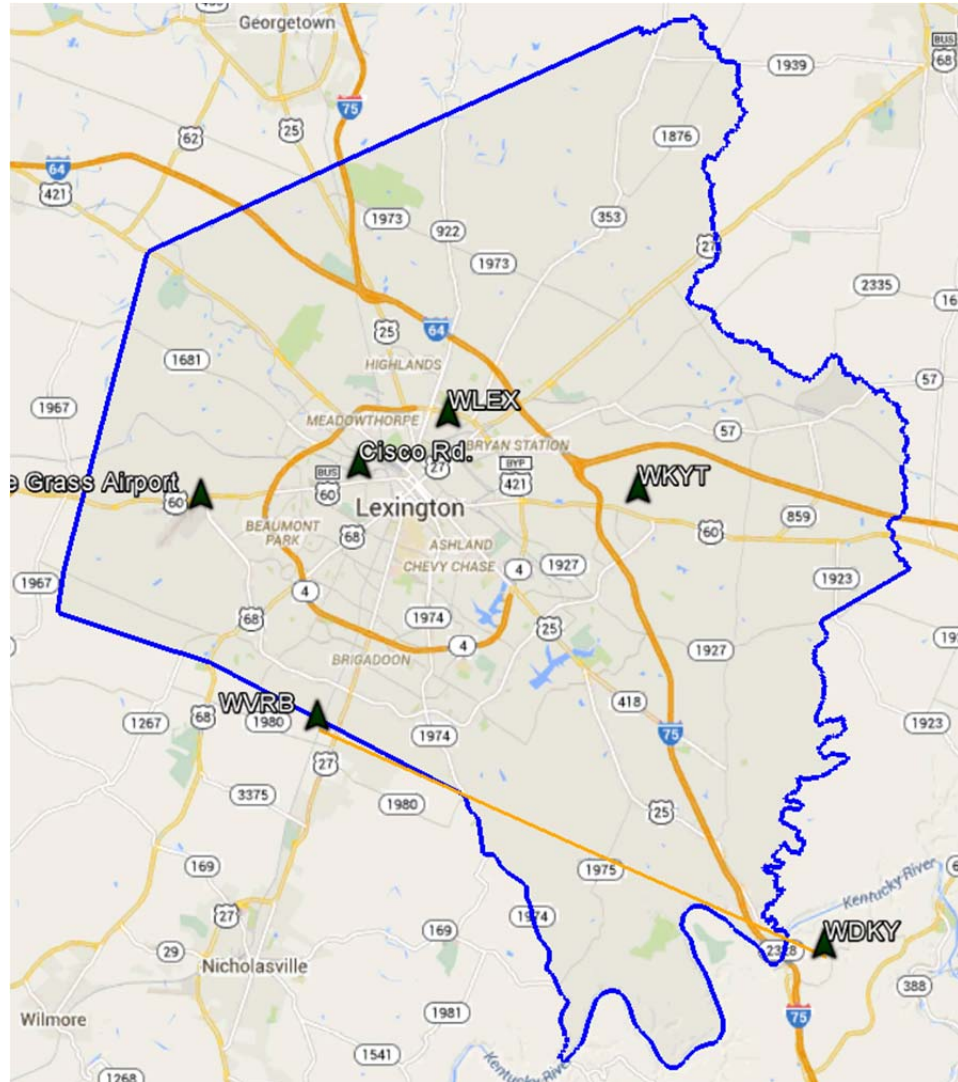 Georgetown
BUS
68
1939
75
25
62
1876
64
421
353
1973
922
27
1973
2335
25
64
HIGHLANDS
1681
57
1967
WLEX
MEADOWTHORPE
57
BRYAN STATION
Cisco Rd.
27
BUS
60
BYP
421
WKYT
e Grass Airport
60
Lexington
859
60
BEAUMONT
PARK
68
ASHLAND
CHEVY CHASE
1927
4
1967
1923
4
68
1974
25
4
1927
BRIGADOON
WVRB
418
1267
68
1980
1974
75
1923
27
3375
1980
25
169
1975
Kentucky River
27
1974
169
WDKY
29
Nicholasville
388
1981
75
Wilmore
1541
Kentucky River
1268